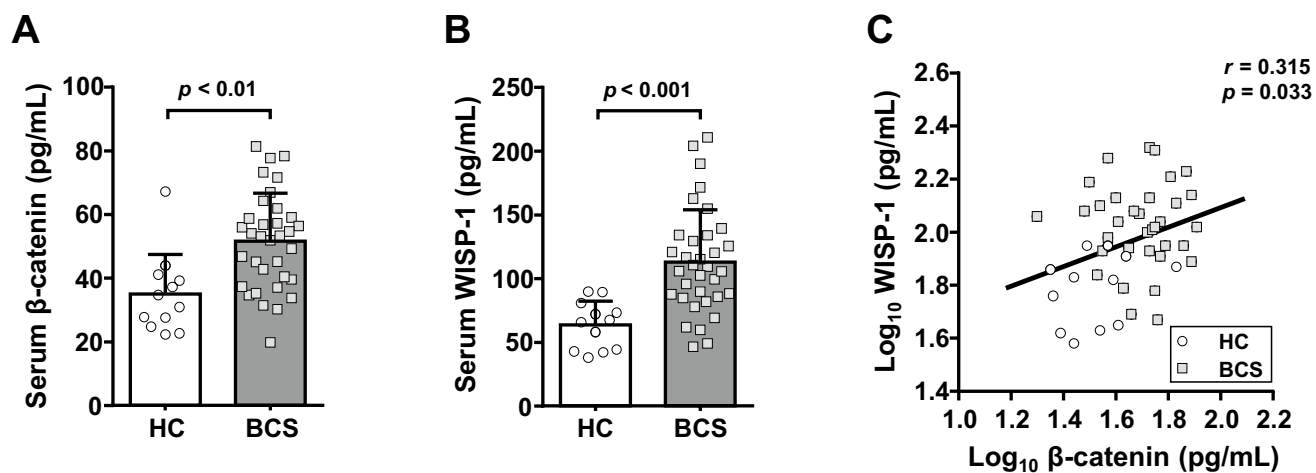 A
Serum β-catenin (pg/mL)
100
80
60
40
20
0
p < 0.01
HC
BCS
B
Serum WISP-1 (pg/mL)
250
200
150
100
50
0
p < 0.001
HC
BCS
C
Log₁₀ WISP-1 (pg/mL)
2.6
2.4
2.2
2.0
1.8
1.6
1.4
r = 0.315
p = 0.033
HC
BCS
1.0 1.2 1.4 1.6 1.8 2.0 2.2
Log₁₀ β-catenin (pg/mL)